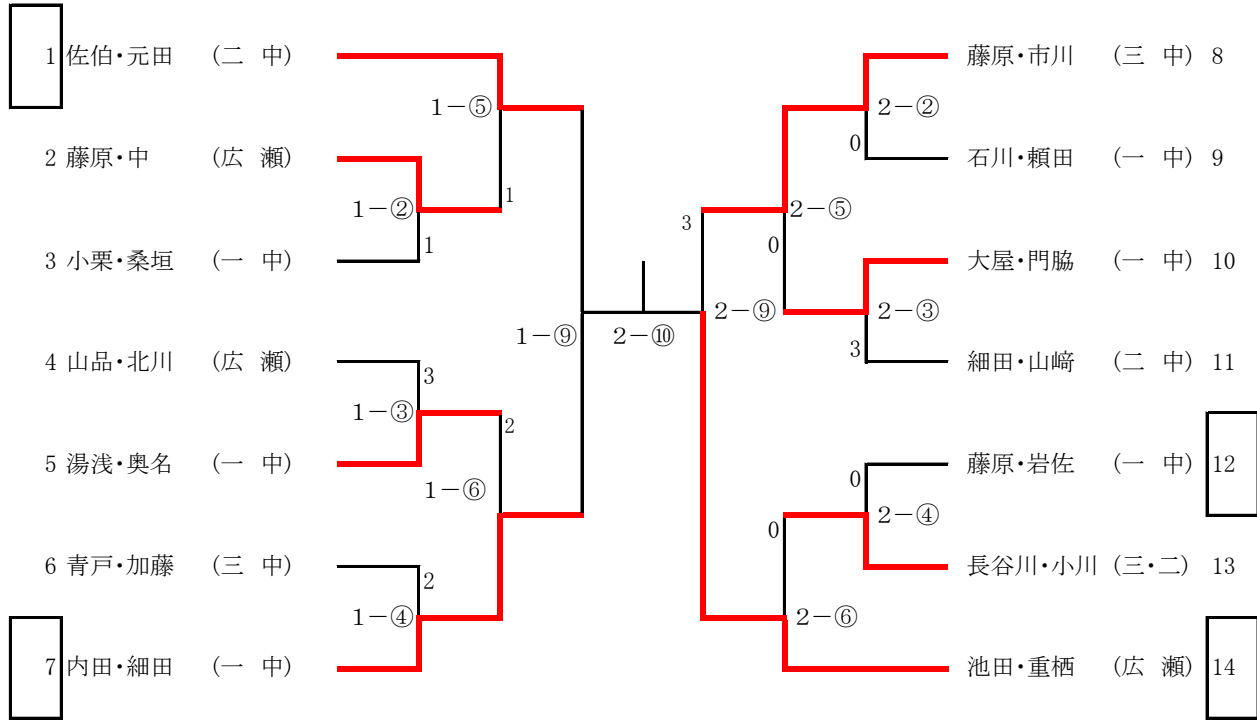 1 佐伯・元田 (二 中)
1-⑤
2 藤原・中 (広 瀬)
1-②
1
1
3 小栗・桑垣 (一 中)
4 山品・北川 (広 瀬)
3
1-③
2
5 湯浅・奥名 (一 中)
1-⑥
6 青戸・加藤 (三 中)
2
1-④
7 内田・細田 (一 中)
1-⑨
2-⑩
藤原・市川 (三 中) 8
2-②
0
石川・頼田 (一 中) 9
2-⑤
3
0
大屋・門脇 (一 中) 10
2-⑨
2-③
3
細田・山﨑 (二 中) 11
藤原・岩佐 (一 中) 12
0
2-④
0
長谷川・小川 (三・二) 13
2-⑥
池田・重栖 (広 瀬) 14